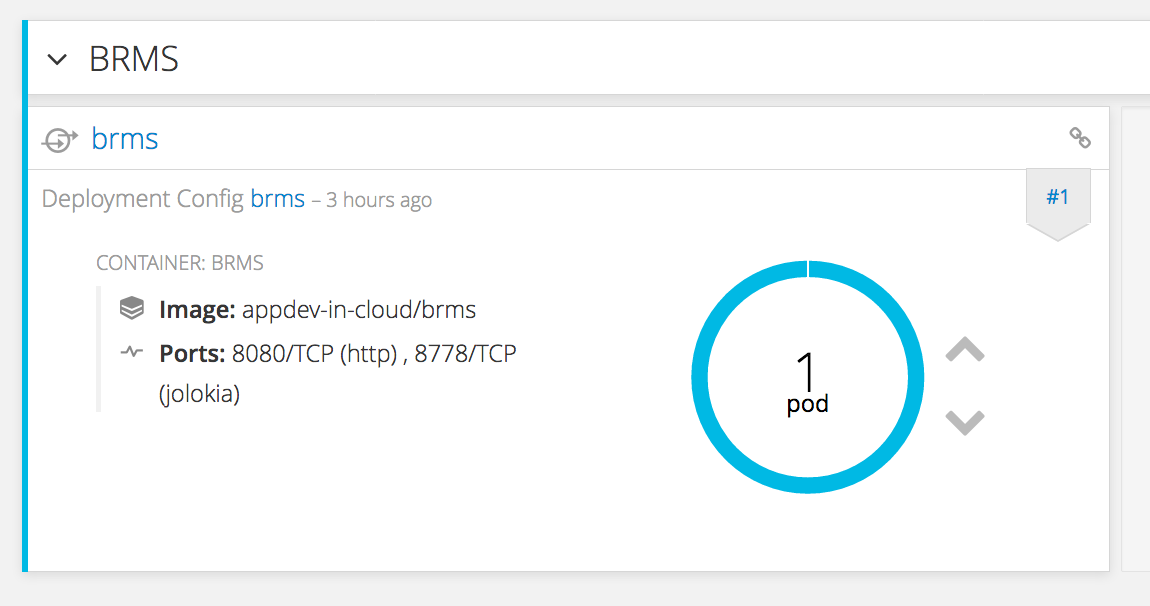 BRMS
brms
Deployment Config brms – 3 hours ago
#1
CONTAINER: BRMS
Image: appdev-in-cloud/brms
Ports: 8080/TCP (http) , 8778/TCP
(jolokia)
1
pod